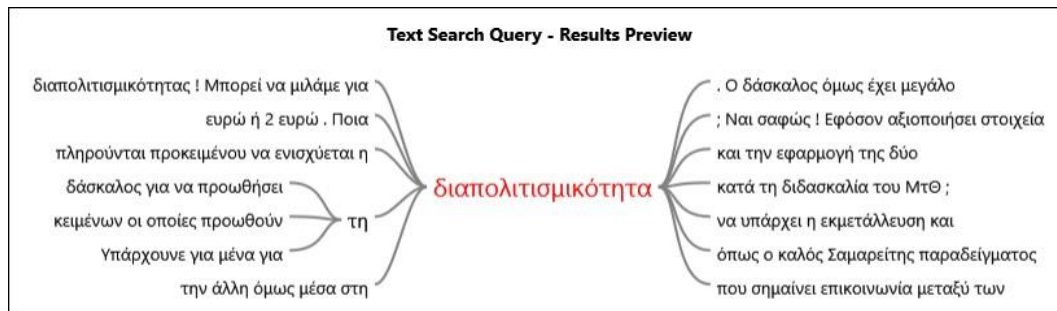 Text Search Query - Results Preview
διαπολιτισμικότητας ! Μπορεί να μιλάμε για
ευρώ ή 2 ευρώ . Ποια
πληρούνται προκειμένου να ενισχύεται η
δάσκαλος για να προωθήσει
κειμένων οι οποίες προωθούν
Υπάρχουνε για μένα για
τη
την άλλη όμως μέσα στη
διαπολιτισμικότητα
. Ο δάσκαλος όμως έχει μεγάλο
; Ναι σαφώς ! Εφόσον αξιοποιήσει στοιχεία
και την εφαρμογή της δύο
κατά τη διδασκαλία του ΜτΘ ;
να υπάρχει η εκμετάλλευση και
όπως ο καλός Σαμαρείτης παραδείγματος
που σημαίνει επικοινωνία μεταξύ των